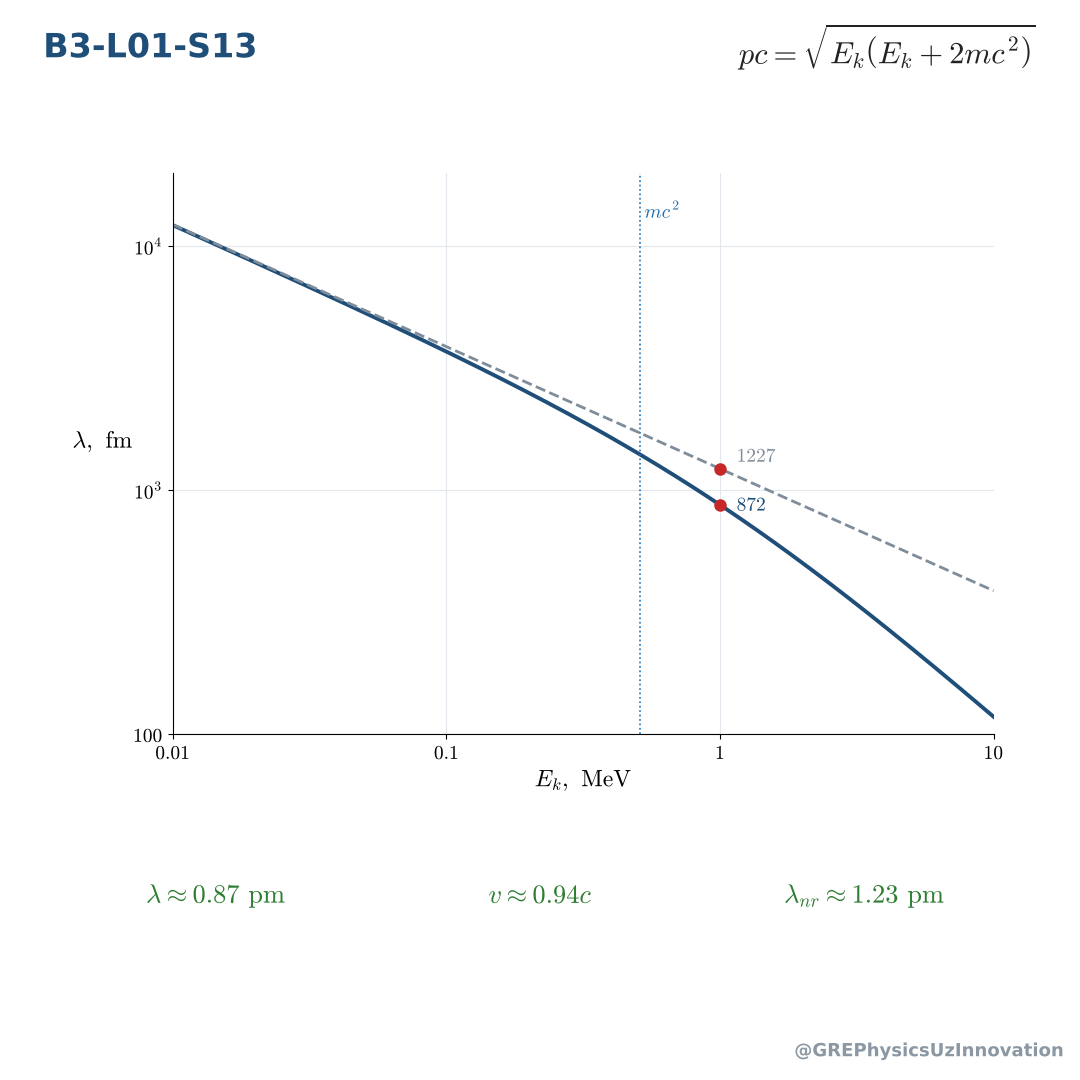 B3-L01-S13
pc = √(E_k(E_k + 2mc²))
mc²
10⁴
1227
λ, fm
10³
872
100
0.01 0.1 1 10
E_k, MeV
λ ≈ 0.87 pm v ≈ 0.94c λ_nr ≈ 1.23 pm
@GREPhysicsUzInnovation